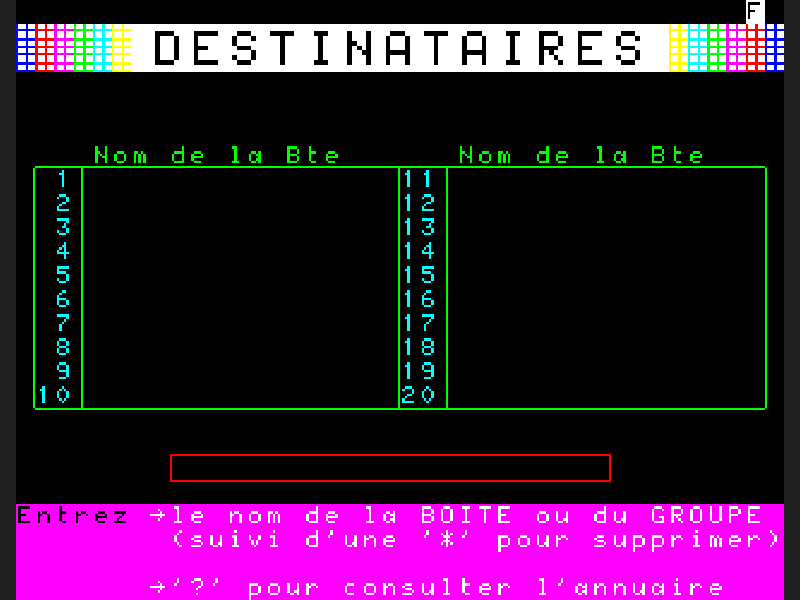 F
DESTINATAIRES
Nom de la Bte Nom de la Bte
1 11
2 12
3 13
4 14
5 15
6 16
7 17
8 18
9 19
10 20
Entrez →le nom de la BOITE ou du GROUPE
(suivi d'une '*' pour supprimer)
→'?' pour consulter l'annuaire